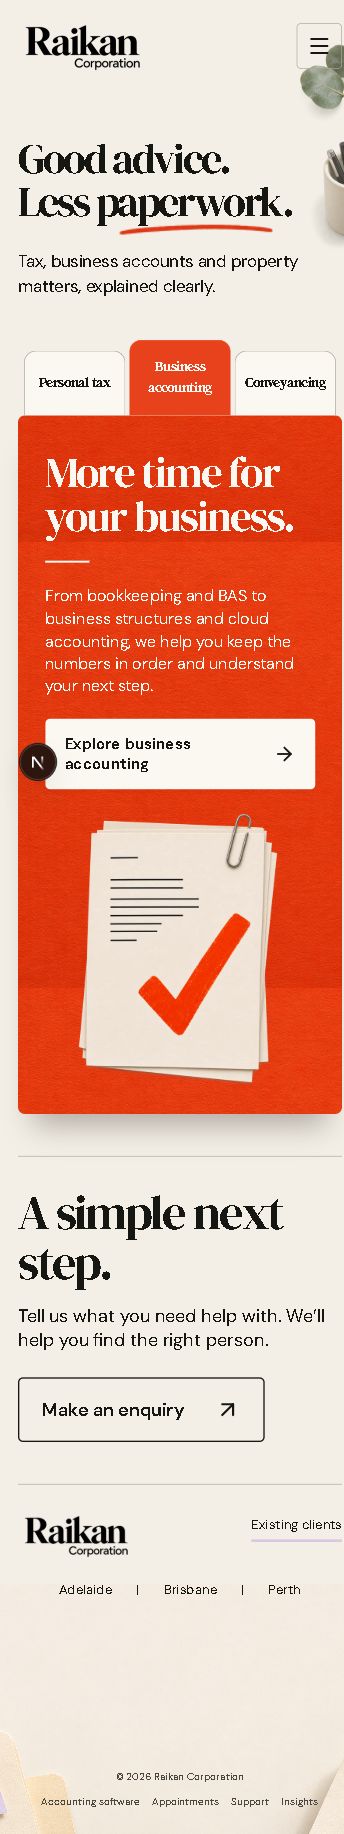 Raikan
Corporation
Good advice.
Less paperwork.
Tax, business accounts and property
matters, explained clearly.
Personal tax
Business
accounting
Conveyancing
More time for
your business.
From bookkeeping and BAS to
business structures and cloud
accounting, we help you keep the
numbers in order and understand
your next step.
Explore business
accounting
N
A simple next
step.
Tell us what you need help with. We’ll
help you find the right person.
Make an enquiry
Raikan
Corporation
Existing clients
Adelaide | Brisbane | Perth
© 2026 Raikan Corporation
Accounting software Appointments Support Insights